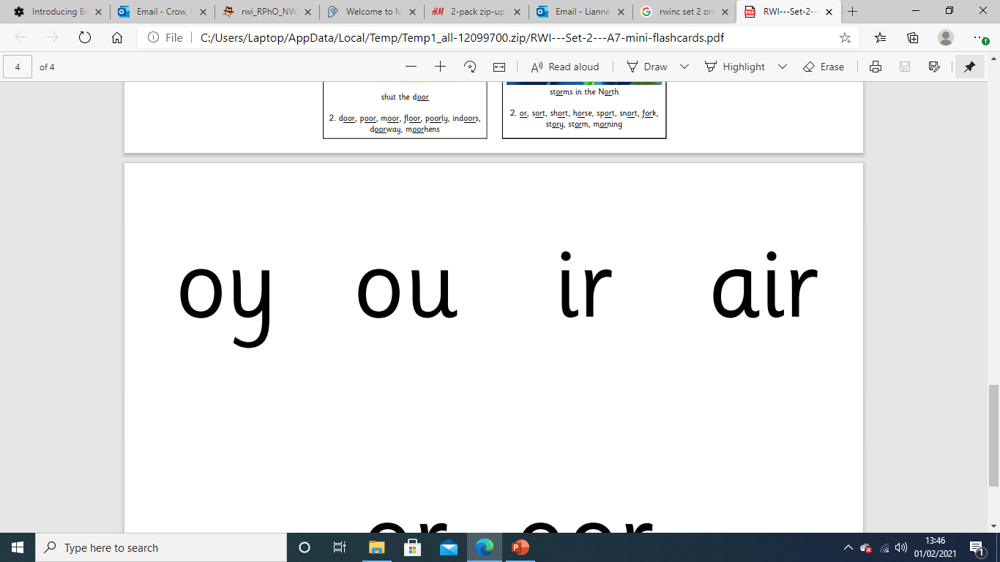 Introducing Br
Email - Crow, L
rwi_RPhO_NW
Welcome to M
H&M 2-pack zip-up
Email - Lianne
rwinc set 2 ord
PDF RWI---Set-2--
File C:/Users/Laptop/AppData/Local/Temp/Temp1_all-12099700.zip/RWI---Set-2---A7-mini-flashcards.pdf
4 of 4 Read aloud Draw Highlight Erase
shut the door
2. door, poor, moor, floor, poorly, indoors,
doorway, moorhens
storms in the North
2. or, sort, short, horse, sport, snort, fork,
story, storm, morning
oy ou ir air
or oor
Type here to search
13:46
01/02/2021
1